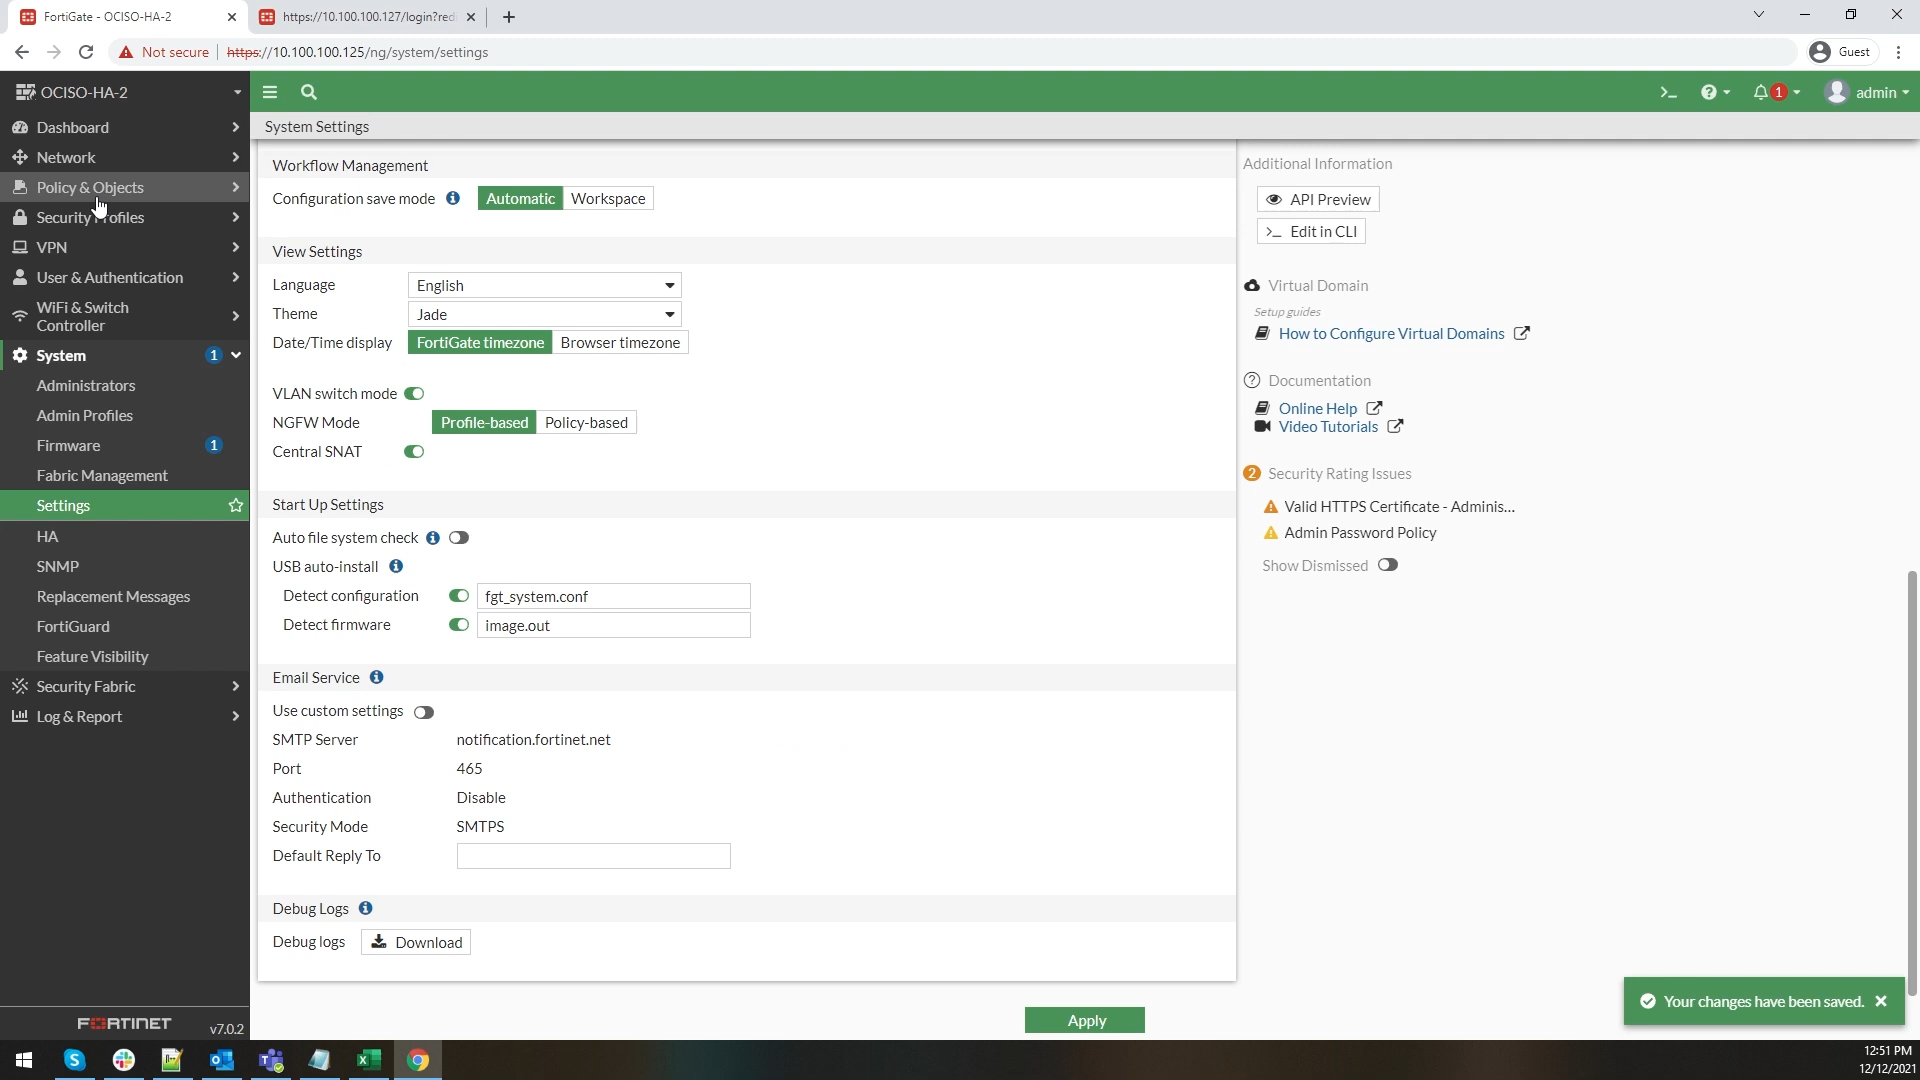 FortiGate - OCISO-HA-2
https://10.100.100.127/login?red
Not secure
https://10.100.100.125/ng/system/settings
Guest
OCISO-HA-2
1
admin
System Settings
Dashboard
Network
Policy & Objects
Security Profiles
VPN
User & Authentication
WiFi & Switch
Controller
System
1
Administrators
Admin Profiles
Firmware
1
Fabric Management
Settings
HA
SNMP
Replacement Messages
FortiGuard
Feature Visibility
Security Fabric
Log & Report
FORTINET
v7.0.2
Workflow Management
Configuration save mode Automatic Workspace
View Settings
Language English
Theme Jade
Date/Time display FortiGate timezone Browser timezone
VLAN switch mode
NGFW Mode Profile-based Policy-based
Central SNAT
Start Up Settings
Auto file system check
USB auto-install
Detect configuration fgt_system.conf
Detect firmware image.out
Email Service
Use custom settings
SMTP Server notification.fortinet.net
Port 465
Authentication Disable
Security Mode SMTPS
Default Reply To
Debug Logs
Debug logs Download
Apply
Additional Information
API Preview
>_ Edit in CLI
Virtual Domain
Setup guides
How to Configure Virtual Domains
Documentation
Online Help
Video Tutorials
2 Security Rating Issues
Valid HTTPS Certificate - Adminis...
Admin Password Policy
Show Dismissed
Your changes have been saved.
12:51 PM
12/12/2021